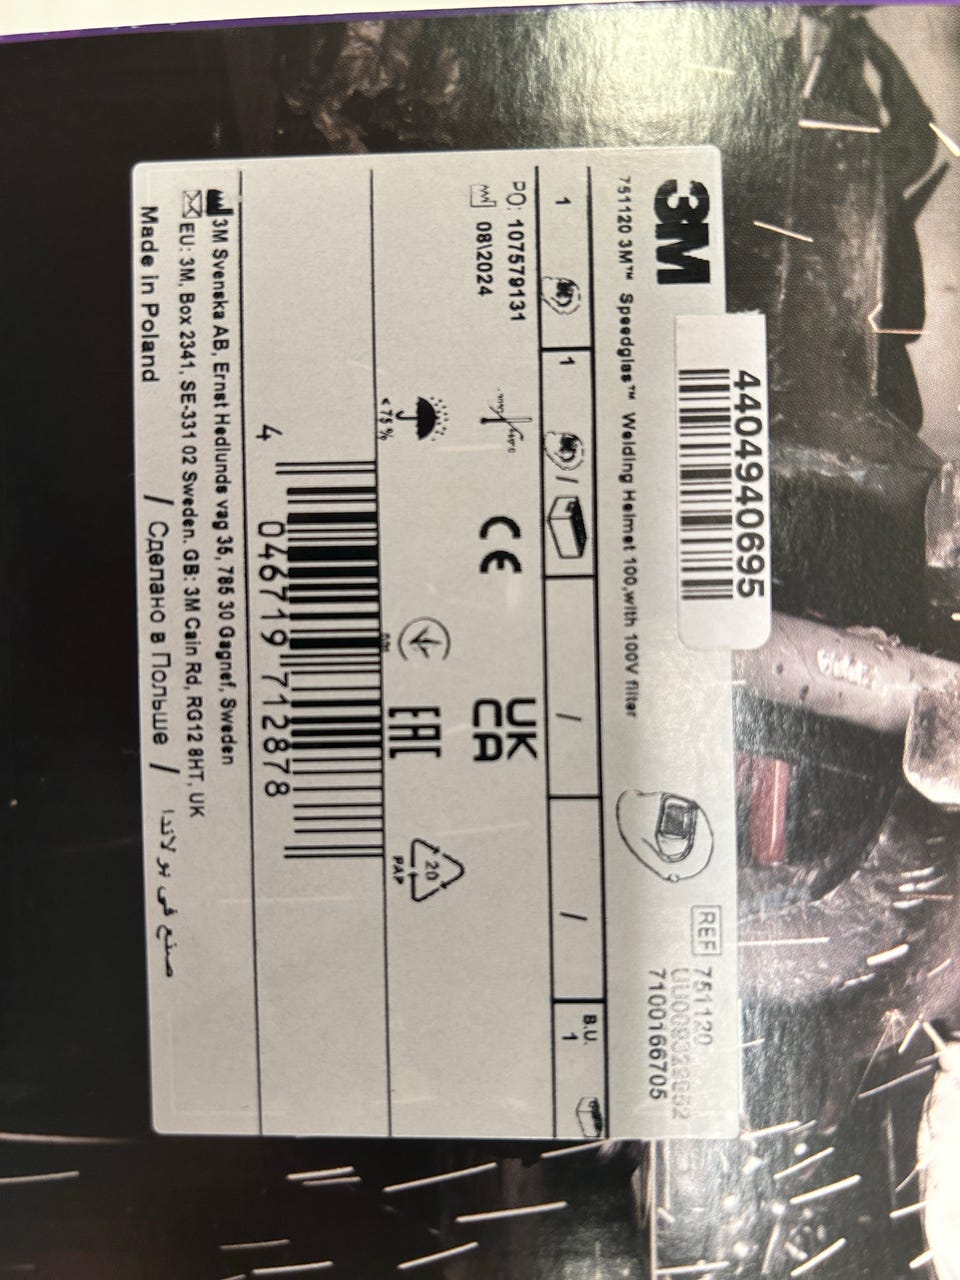 4404940695
3M
REF 751120
7100166705
751120 3M™ Speedglas™ Welding Helmet 100,with 100V filter
1 1 / / / B.U. 1
PO: 107579131
08\2024
CE
UK
CA
< 75 %
EAC
20
PAP
4 046719 712878
3M Svenska AB, Ernst Hedlunds vag 35, 785 30 Gagnef, Sweden
EU: 3M, Box 2341, SE-331 02 Sweden. GB: 3M Cain Rd, RG12 8HT, UK
Made in Poland / Сделано в Польше / صنع في بو لاندا